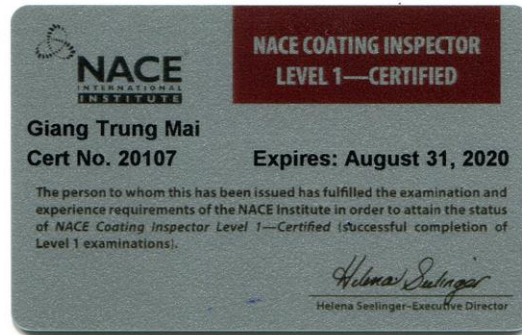 NACE
INTERNATIONAL
INSTITUTE
NACE COATING INSPECTOR
LEVEL 1—CERTIFIED
Giang Trung Mai
Cert No. 20107
Expires: August 31, 2020
The person to whom this has been issued has fulfilled the examination and
experience requirements of the NACE Institute in order to attain the status
of NACE Coating Inspector Level 1—Certified (successful completion of
Level 1 examinations).
Helena Seelinger
Helena Seelinger–Executive Director